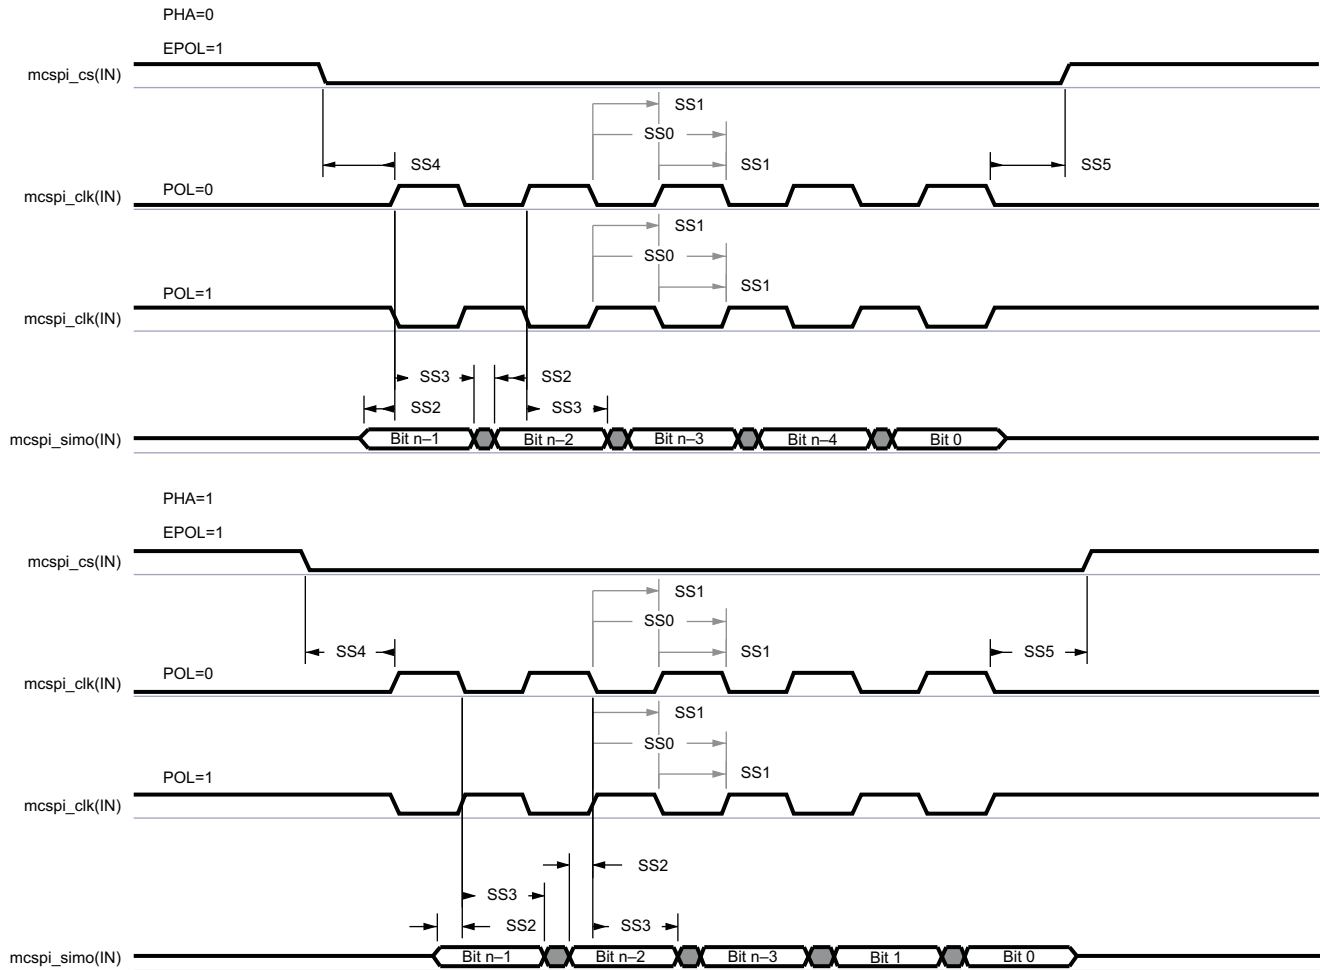 PHA=0
EPOL=1
mcspi_cs(IN)
SS1
SS0
SS4 SS1 SS5
POL=0
mcspi_clk(IN)
SS1
SS0
SS1
POL=1
mcspi_clk(IN)
SS3 SS2
SS2 SS3
mcspi_simo(IN) Bit n–1 Bit n–2 Bit n–3 Bit n–4 Bit 0
PHA=1
EPOL=1
mcspi_cs(IN)
SS1
SS0
SS4 SS1 SS5
POL=0
mcspi_clk(IN)
SS1
SS0
SS1
POL=1
mcspi_clk(IN)
SS2
SS3
SS2 SS3
mcspi_simo(IN) Bit n–1 Bit n–2 Bit n–3 Bit 1 Bit 0